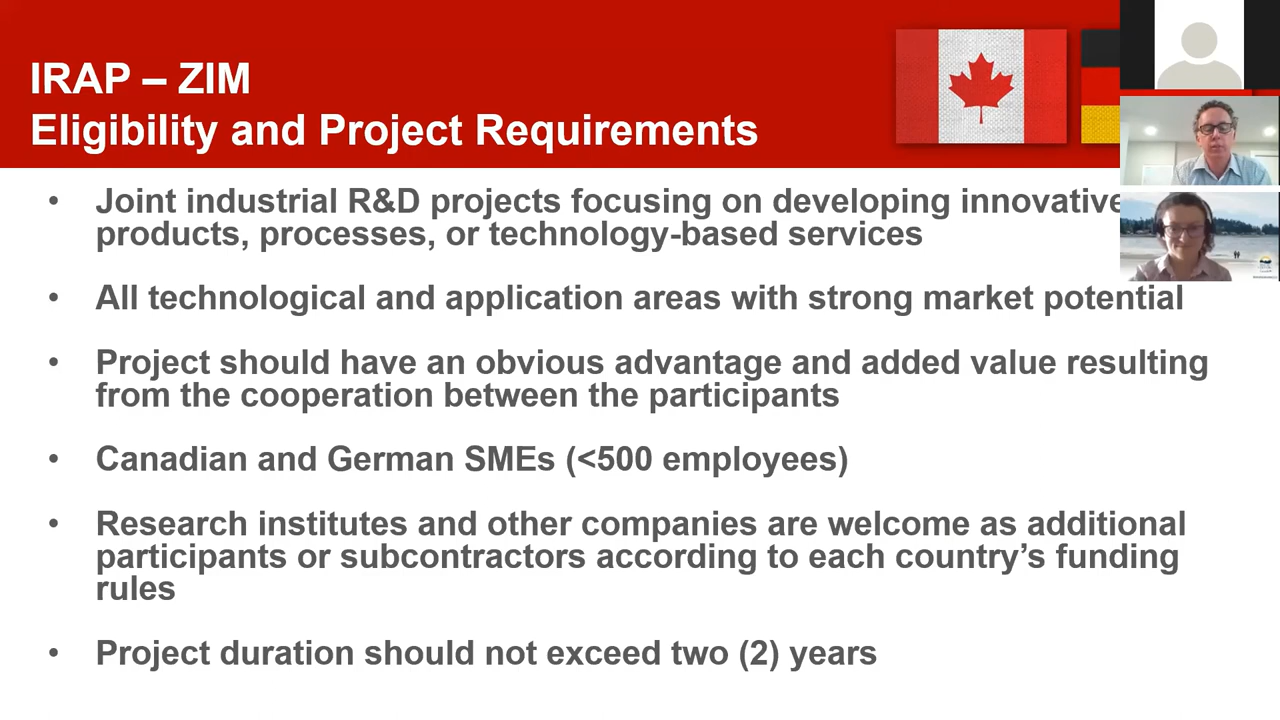 IRAP – ZIM
Eligibility and Project Requirements
• Joint industrial R&D projects focusing on developing innovative
products, processes, or technology-based services
• All technological and application areas with strong market potential
• Project should have an obvious advantage and added value resulting
from the cooperation between the participants
• Canadian and German SMEs (<500 employees)
• Research institutes and other companies are welcome as additional
participants or subcontractors according to each country’s funding
rules
• Project duration should not exceed two (2) years